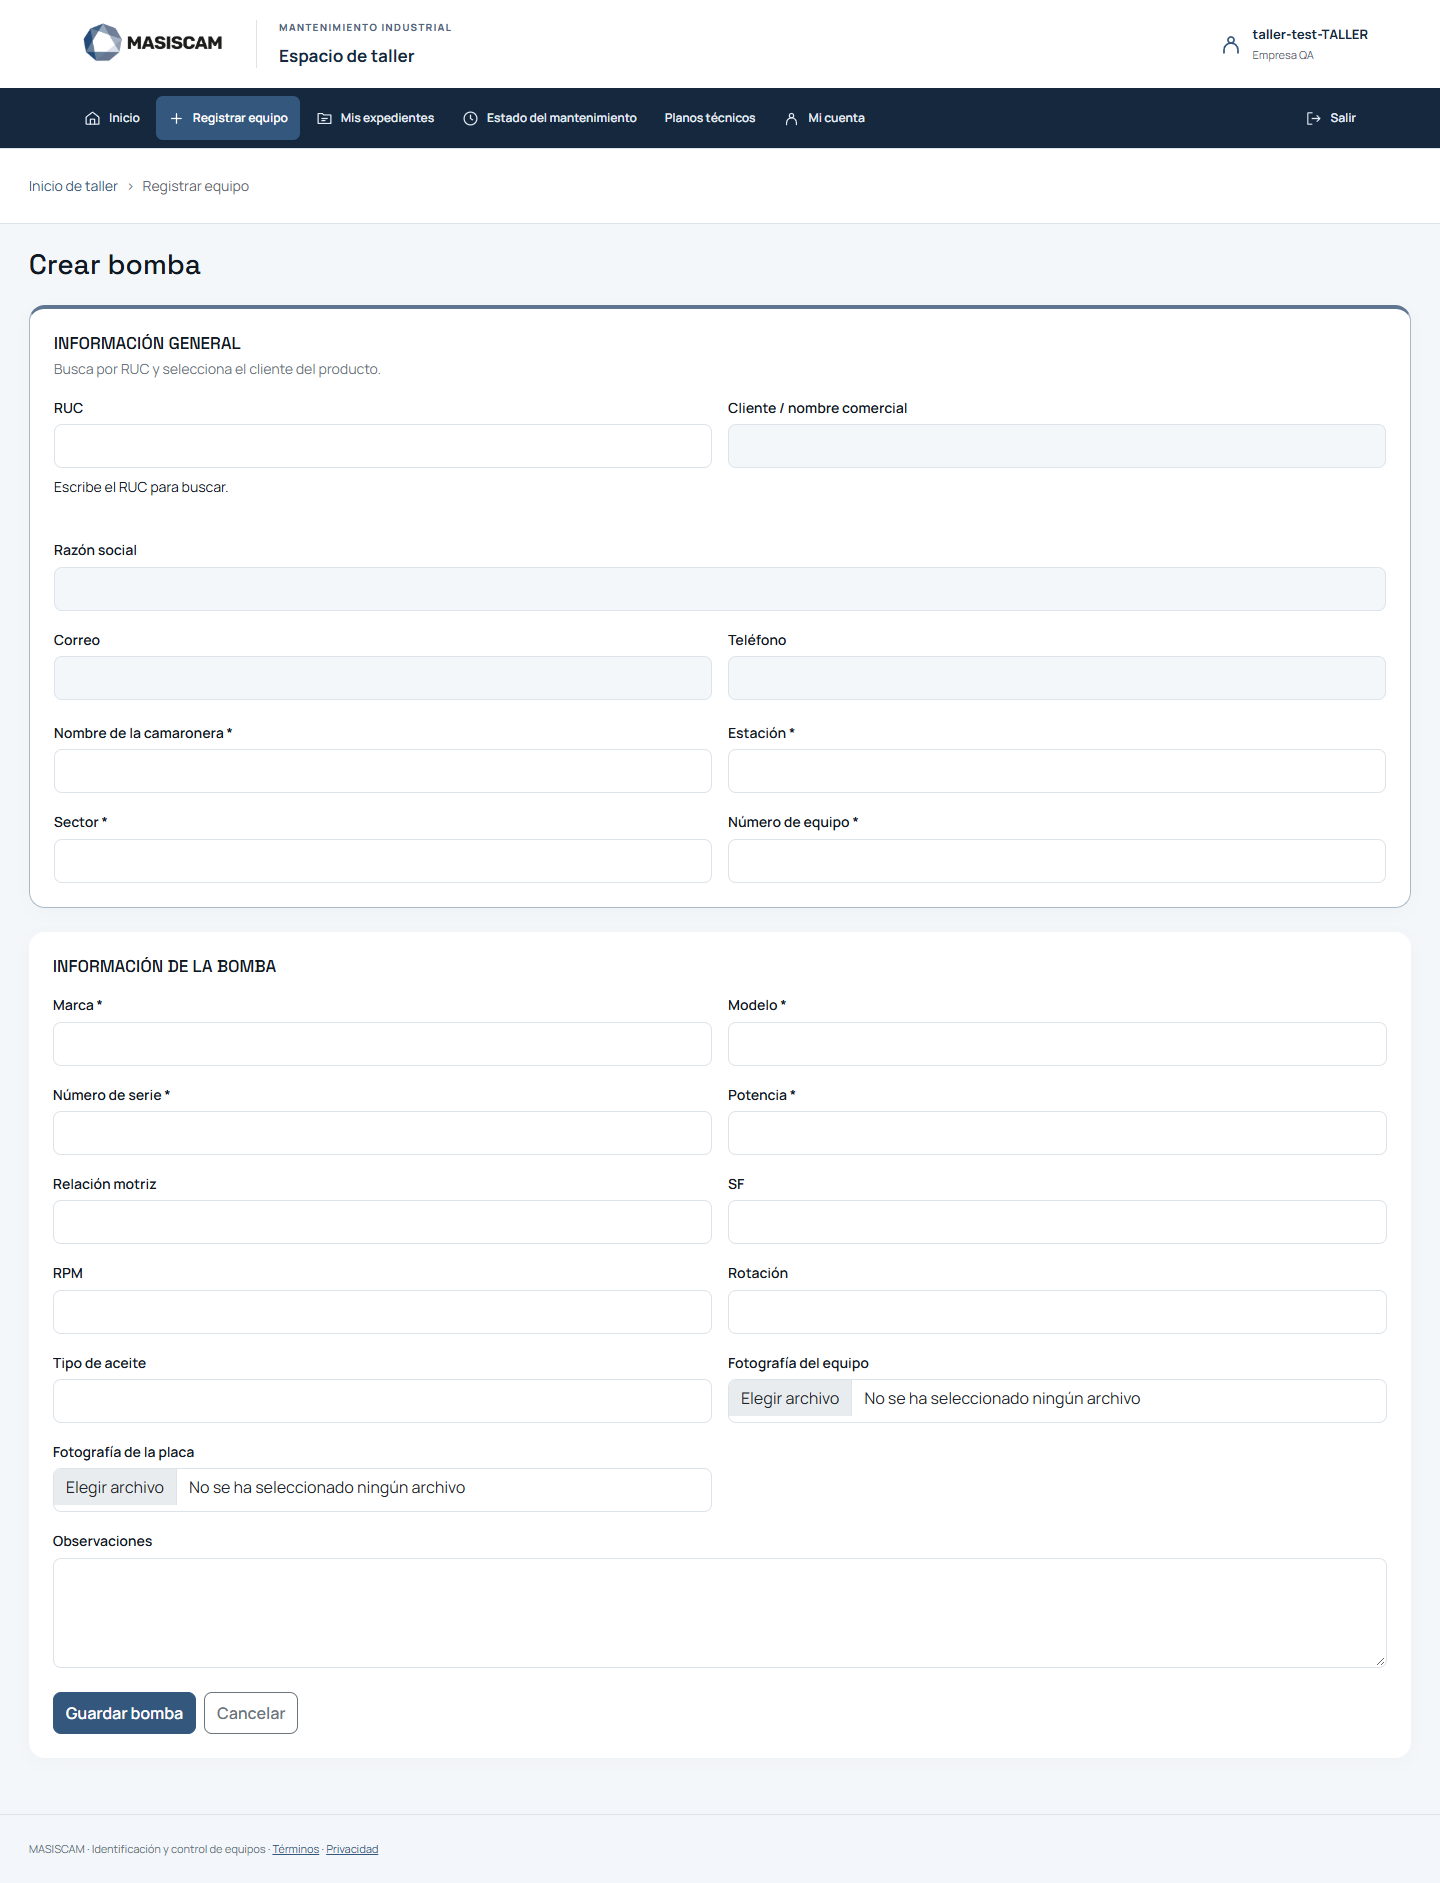 MASISCAM
MANTENIMIENTO INDUSTRIAL
Espacio de taller
taller-test-TALLER
Empresa QA
Inicio
Registrar equipo
Mis expedientes
Estado del mantenimiento
Planos técnicos
Mi cuenta
Salir
Inicio de taller › Registrar equipo
Crear bomba
INFORMACIÓN GENERAL
Busca por RUC y selecciona el cliente del producto.
RUC
Cliente / nombre comercial
Escribe el RUC para buscar.
Razón social
Correo
Teléfono
Nombre de la camaronera *
Estación *
Sector *
Número de equipo *
INFORMACIÓN DE LA BOMBA
Marca *
Modelo *
Número de serie *
Potencia *
Relación motriz
SF
RPM
Rotación
Tipo de aceite
Fotografía del equipo
Elegir archivo No se ha seleccionado ningún archivo
Fotografía de la placa
Elegir archivo No se ha seleccionado ningún archivo
Observaciones
Guardar bomba
Cancelar
MASISCAM · Identificación y control de equipos · Términos · Privacidad